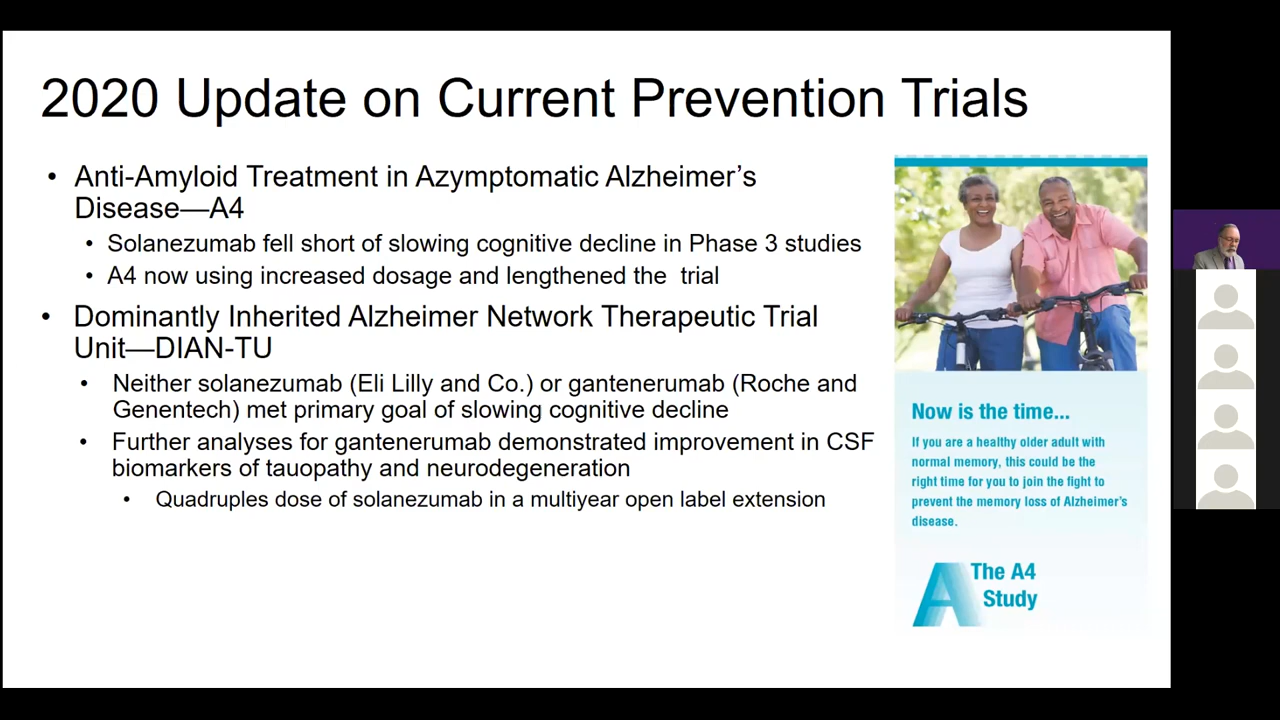 2020 Update on Current Prevention Trials
• Anti-Amyloid Treatment in Azymptomatic Alzheimer's
Disease—A4
• Solanezumab fell short of slowing cognitive decline in Phase 3 studies
• A4 now using increased dosage and lengthened the trial
• Dominantly Inherited Alzheimer Network Therapeutic Trial
Unit—DIAN-TU
• Neither solanezumab (Eli Lilly and Co.) or gantenerumab (Roche and
Genentech) met primary goal of slowing cognitive decline
• Further analyses for gantenerumab demonstrated improvement in CSF
biomarkers of tauopathy and neurodegeneration
• Quadruples dose of solanezumab in a multiyear open label extension
Now is the time...
If you are a healthy older adult with
normal memory, this could be the
right time for you to join the fight to
prevent the memory loss of Alzheimer's
disease.
A The A4
Study